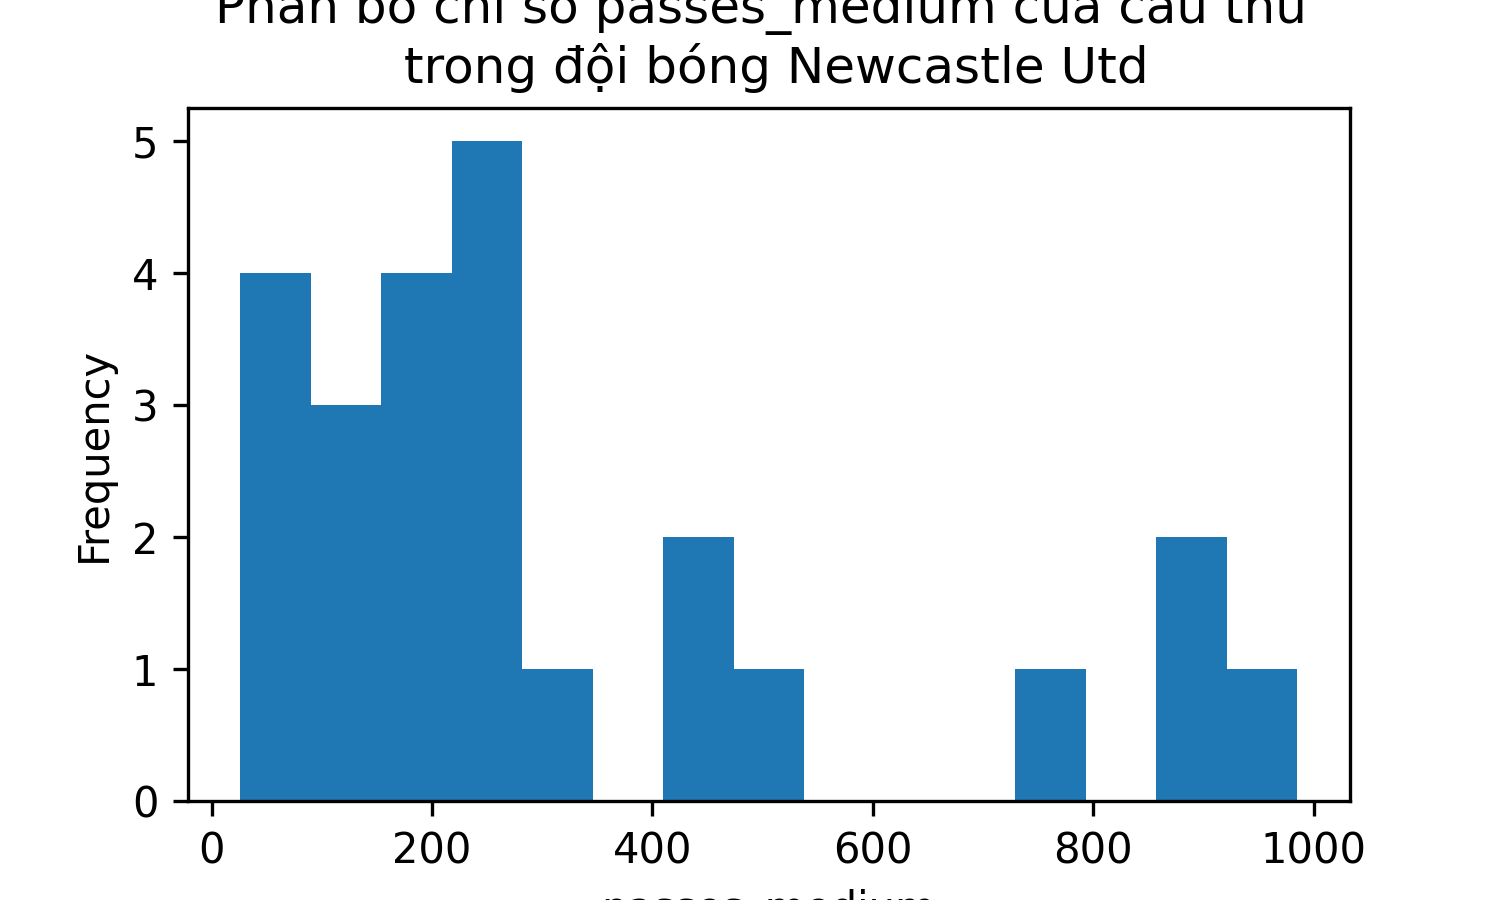 Phân bố chỉ số passes_medium của cầu thủ
trong đội bóng Newcastle Utd
5
4
3
2
1
0
Frequency
0 200 400 600 800 1000
passes_medium